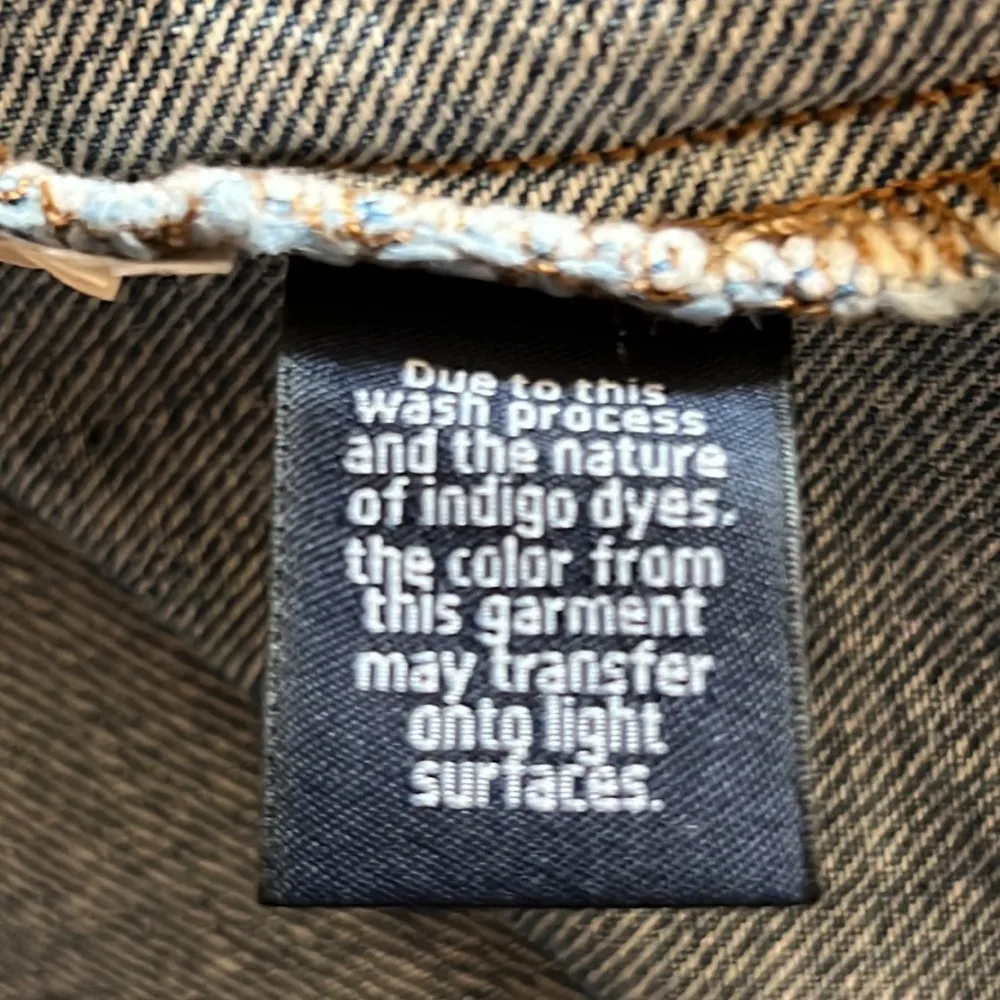 Due to this
wash process
and the nature
of indigo dyes.
the color from
this garment
may transfer
onto light
surfaces.